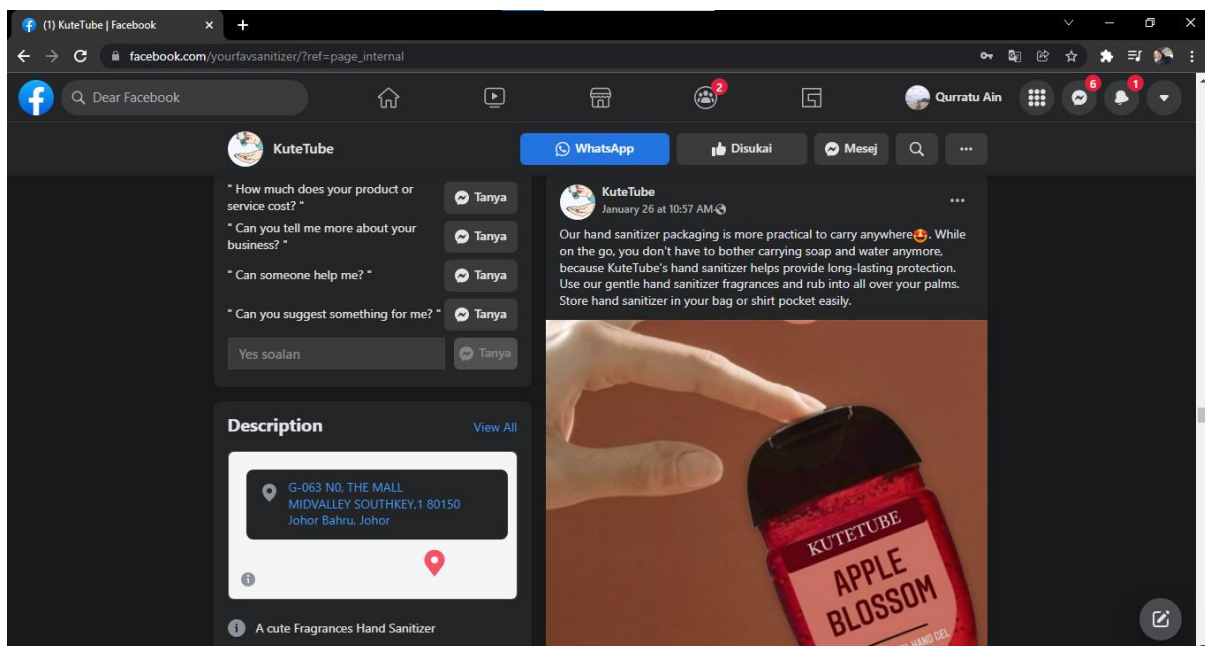 (1) KuteTube | Facebook
facebook.com/yourfavsanitizer/?ref=page_internal
Dear Facebook
2
Qurratu Ain
6
1
KuteTube
WhatsApp
Disukai
Mesej
" How much does your product or
service cost? "
Tanya
" Can you tell me more about your
business? "
Tanya
" Can someone help me? "
Tanya
" Can you suggest something for me? "
Tanya
Yes soalan
Tanya
Description
View All
G-063 N0, THE MALL
MIDVALLEY SOUTHKEY,1 80150
Johor Bahru, Johor
A cute Fragrances Hand Sanitizer
KuteTube
January 26 at 10:57 AM
Our hand sanitizer packaging is more practical to carry anywhere🤩. While
on the go, you don't have to bother carrying soap and water anymore,
because KuteTube's hand sanitizer helps provide long-lasting protection.
Use our gentle hand sanitizer fragrances and rub into all over your palms.
Store hand sanitizer in your bag or shirt pocket easily.
KUTETUBE
APPLE
BLOSSOM
HAND GEL